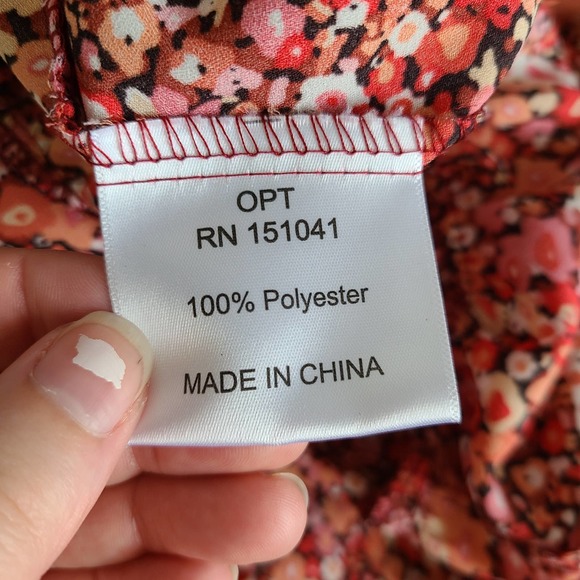 OPT
RN 151041
100% Polyester
MADE IN CHINA